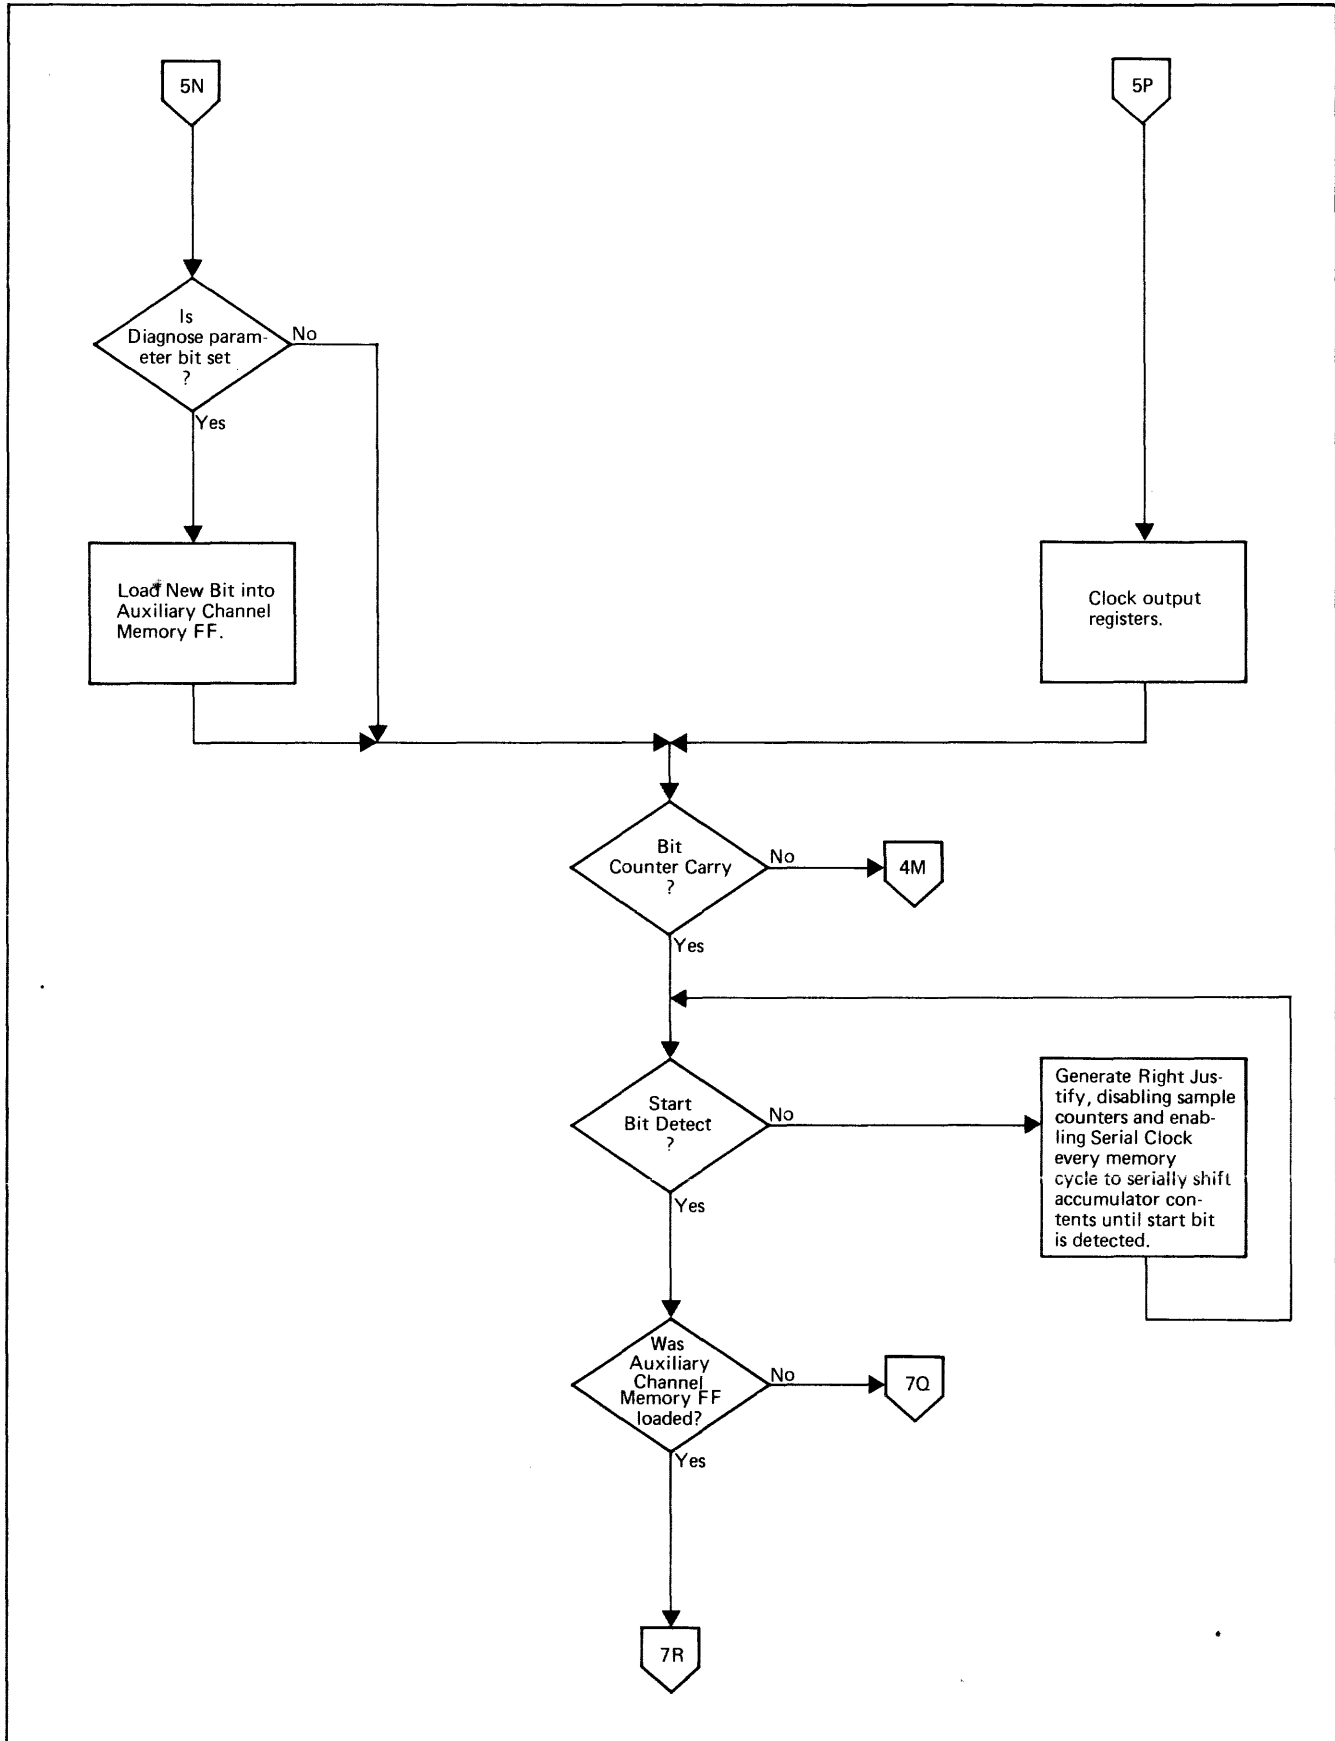 5N
5P
Is
Diagnose param-
eter bit set
?
No
Yes
Load New Bit into
Auxiliary Channel
Memory FF.
Clock output
registers.
Bit
Counter Carry
?
No
4M
Yes
Start
Bit Detect
?
No
Generate Right Jus-
tify, disabling sample
counters and enab-
ling Serial Clock
every memory
cycle to serially shift
accumulator con-
tents until start bit
is detected.
Yes
Was
Auxiliary
Channel
Memory FF
loaded?
No
7Q
Yes
7R